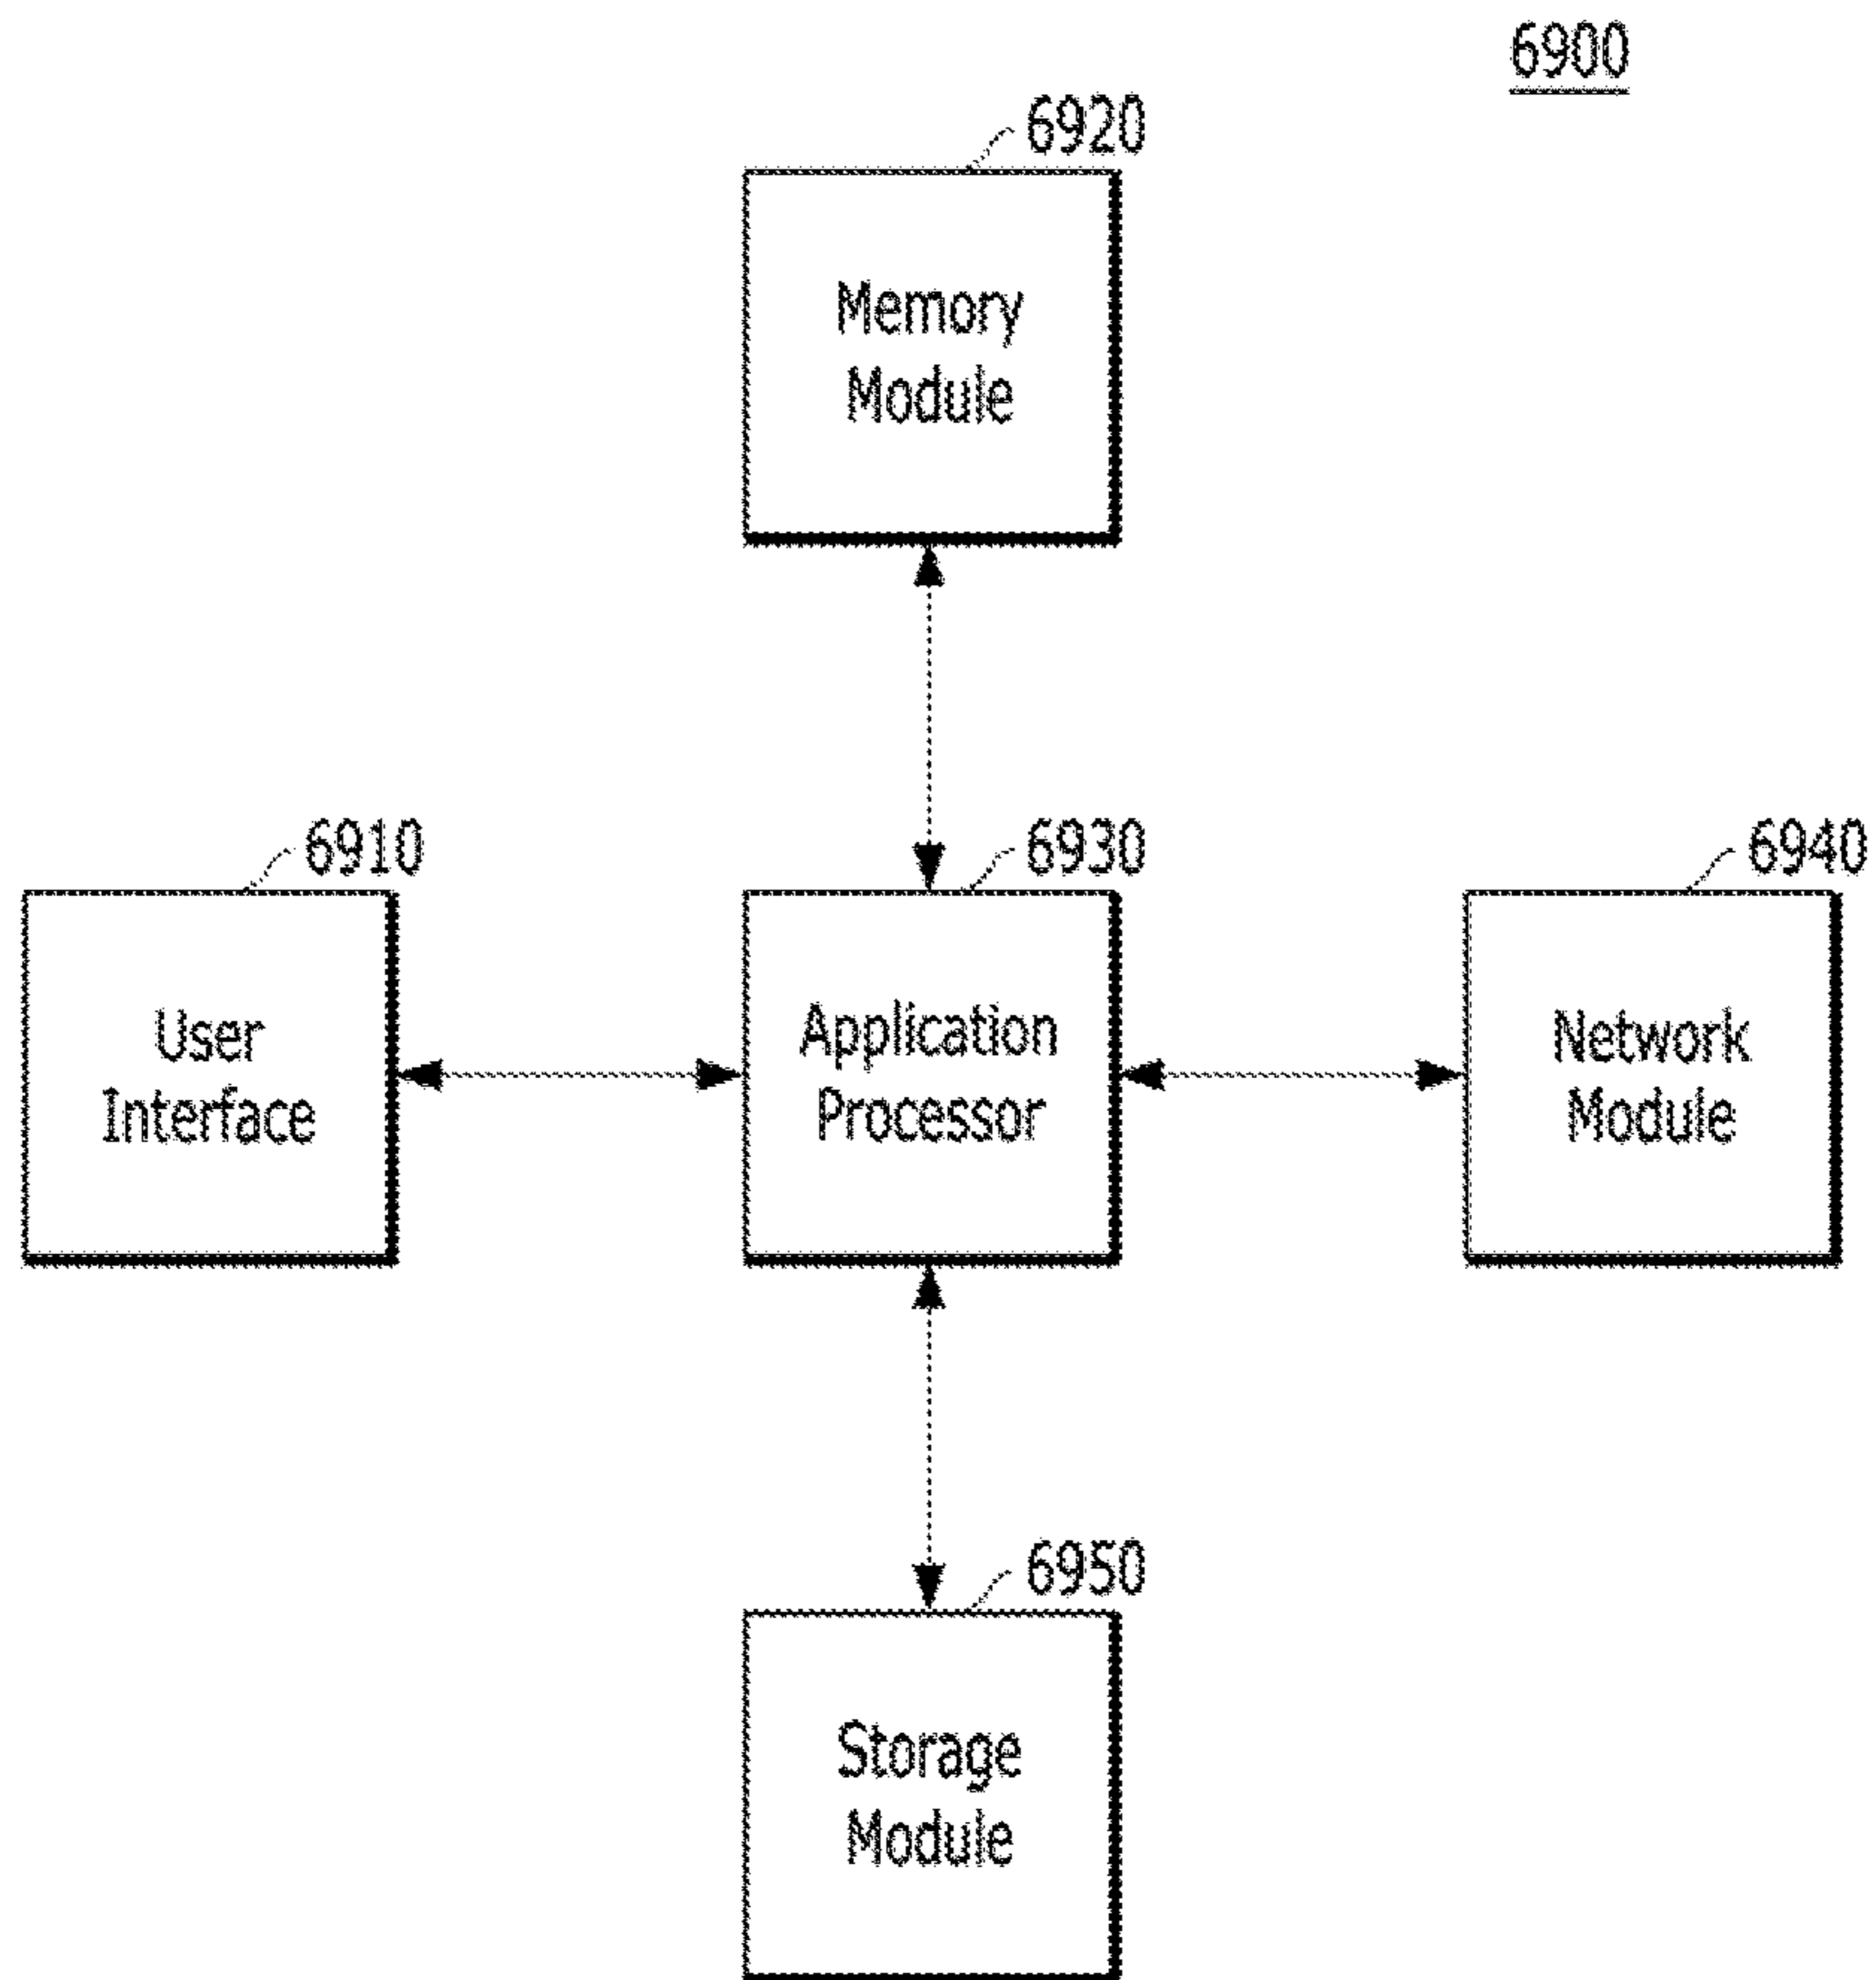 6900
6920
Memory
Module
6910
6930
6940
User
Interface
Application
Processor
Network
Module
6950
Storage
Module